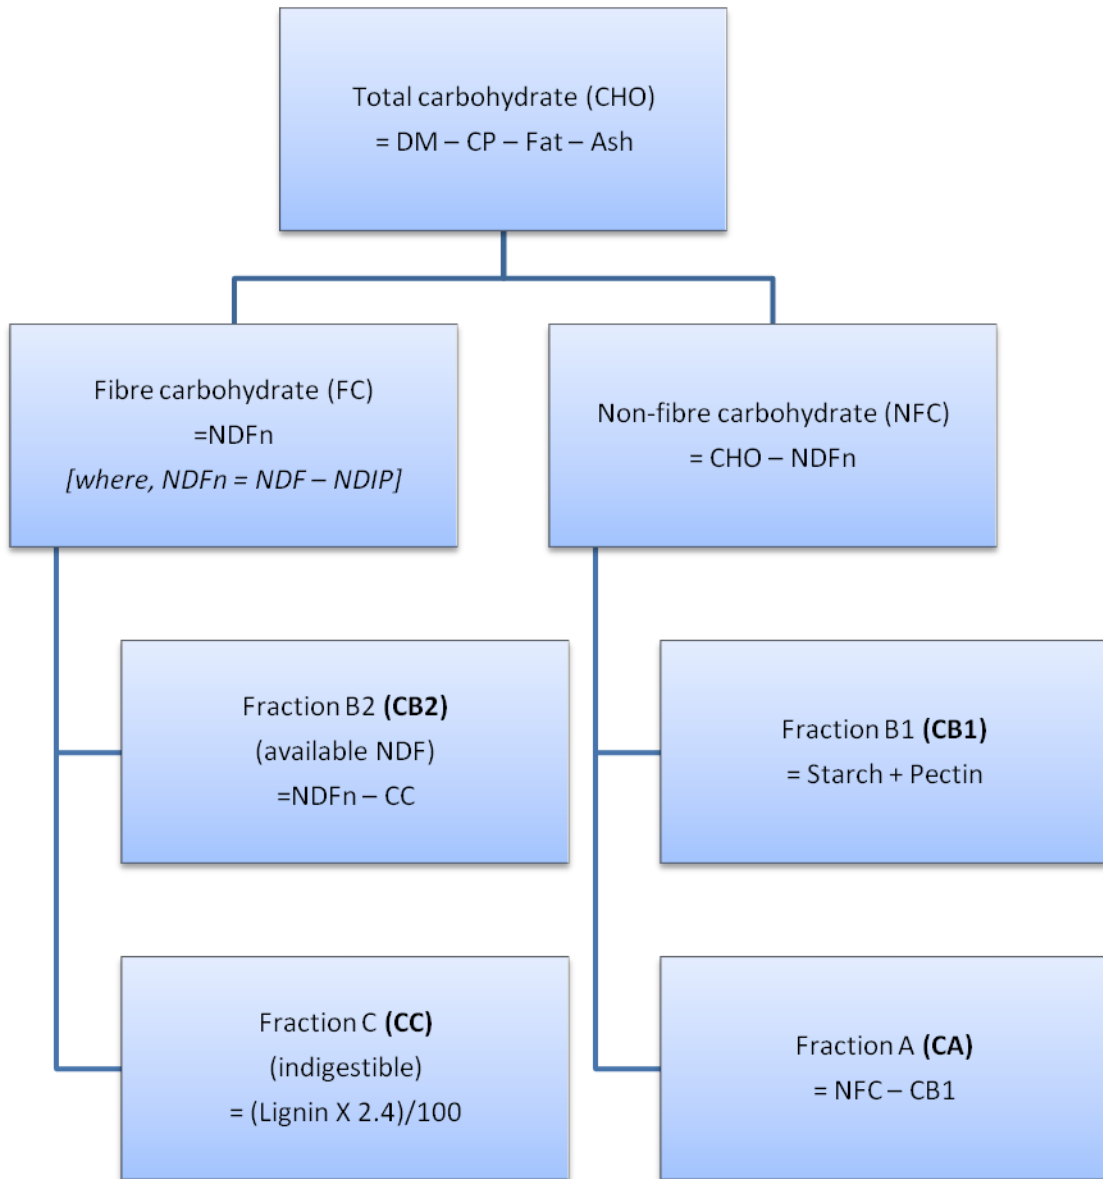 Total carbohydrate (CHO)
= DM – CP – Fat – Ash
Fibre carbohydrate (FC)
=NDFn
[where, NDFn = NDF – NDIP]
Non-fibre carbohydrate (NFC)
= CHO – NDFn
Fraction B2 (CB2)
(available NDF)
=NDFn – CC
Fraction B1 (CB1)
= Starch + Pectin
Fraction C (CC)
(indigestible)
= (Lignin X 2.4)/100
Fraction A (CA)
= NFC – CB1